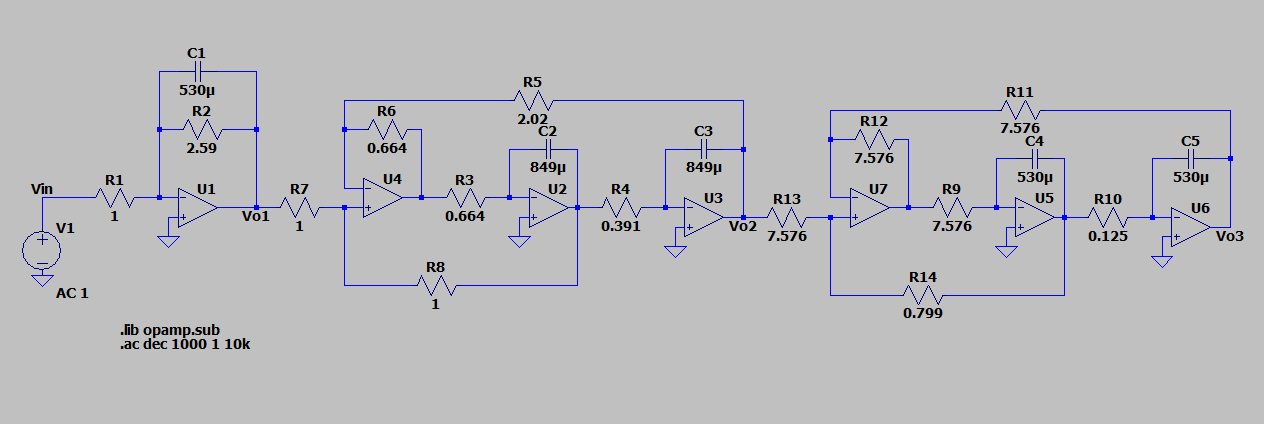 C1
530µ
R2
2.59
Vin
R1
1
U1
Vo1
V1
AC 1
R7
1
R5
2.02
R6
0.664
U4
R3
0.664
C2
849µ
U2
R4
0.391
C3
849µ
U3
Vo2
R8
1
R13
7.576
R11
7.576
R12
7.576
U7
R9
7.576
C4
530µ
U5
R10
0.125
C5
530µ
U6
Vo3
R14
0.799
.lib opamp.sub
.ac dec 1000 1 10k